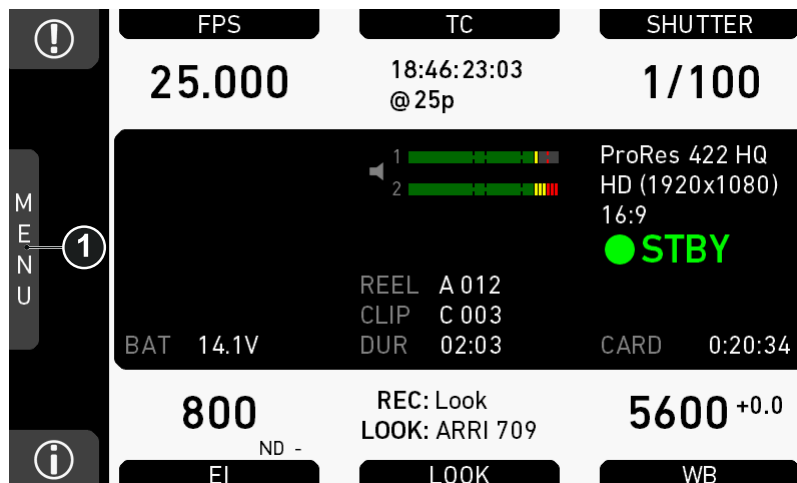 FPS
TC
SHUTTER
25.000
18:46:23:03
@ 25p
1/100
MENU
1
1
2
ProRes 422 HQ
HD (1920x1080)
16:9
STBY
REEL A 012
CLIP C 003
BAT 14.1V
DUR 02:03
CARD 0:20:34
800
ND -
REC: Look
LOOK: ARRI 709
5600 +0.0
EI
LOOK
WB